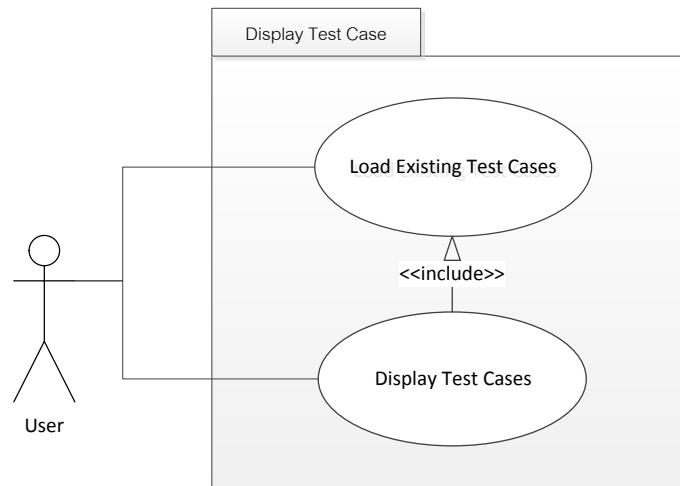 Display Test Case
Load Existing Test Cases
<<include>>
Display Test Cases
User